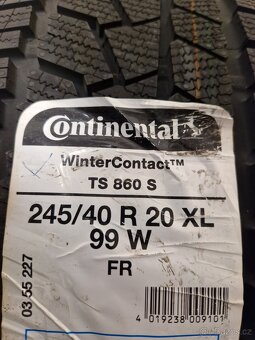 Continental
WinterContact™
TS 860 S
245/40 R 20 XL
99 W
FR
03 55 227
4 019238 009101